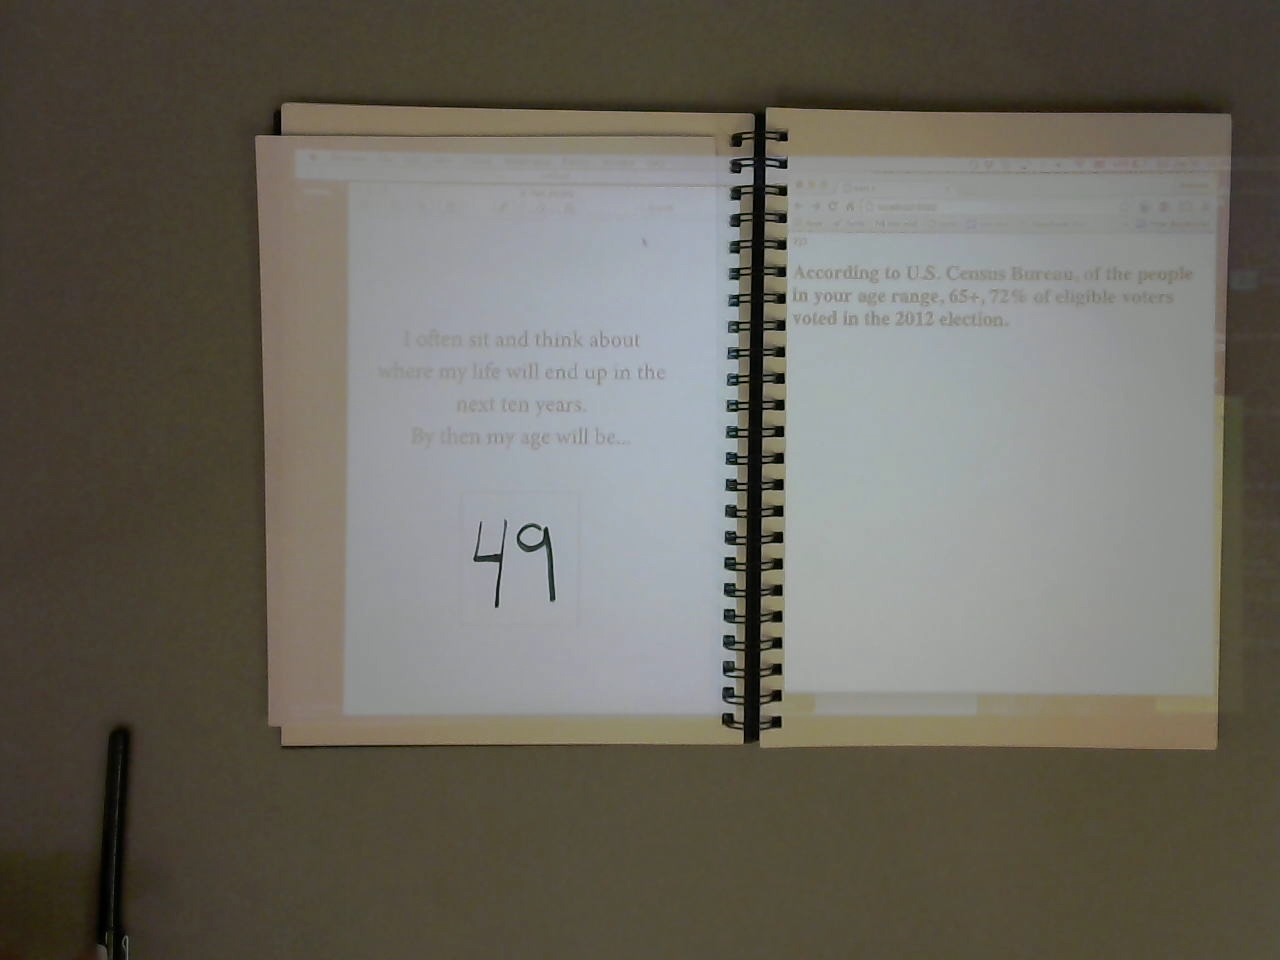 I often sit and think about
where my life will end up in the
next ten years.
By then my age will be...
49
According to U.S. Census Bureau, of the people
in your age range, 65+, 72% of eligible voters
voted in the 2012 election.